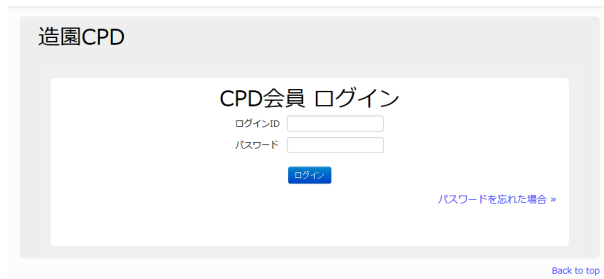 造園CPD
CPD会員 ログイン
ログインID
パスワード
ログイン
パスワードを忘れた場合 »
Back to top